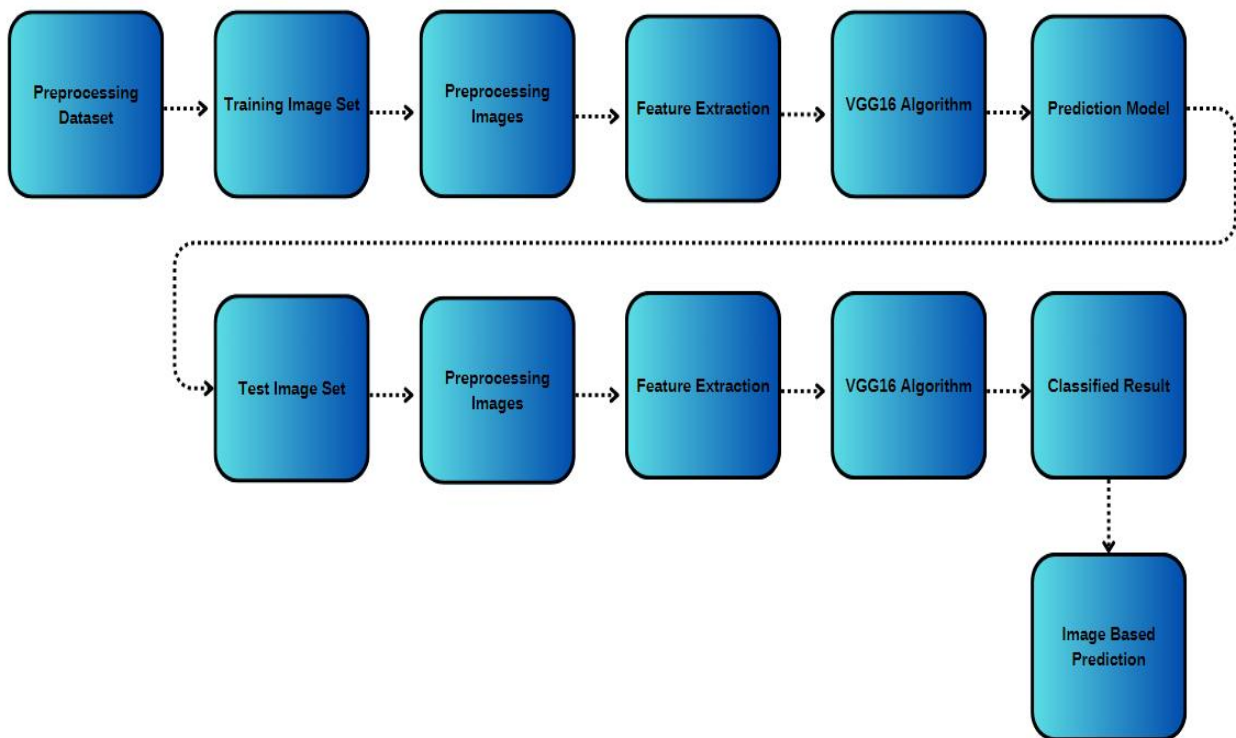 Preprocessing
Dataset
Training Image Set
Preprocessing
Images
Feature Extraction
VGG16 Algorithm
Prediction Model
Test Image Set
Preprocessing
Images
Feature Extraction
VGG16 Algorithm
Classified Result
Image Based
Prediction